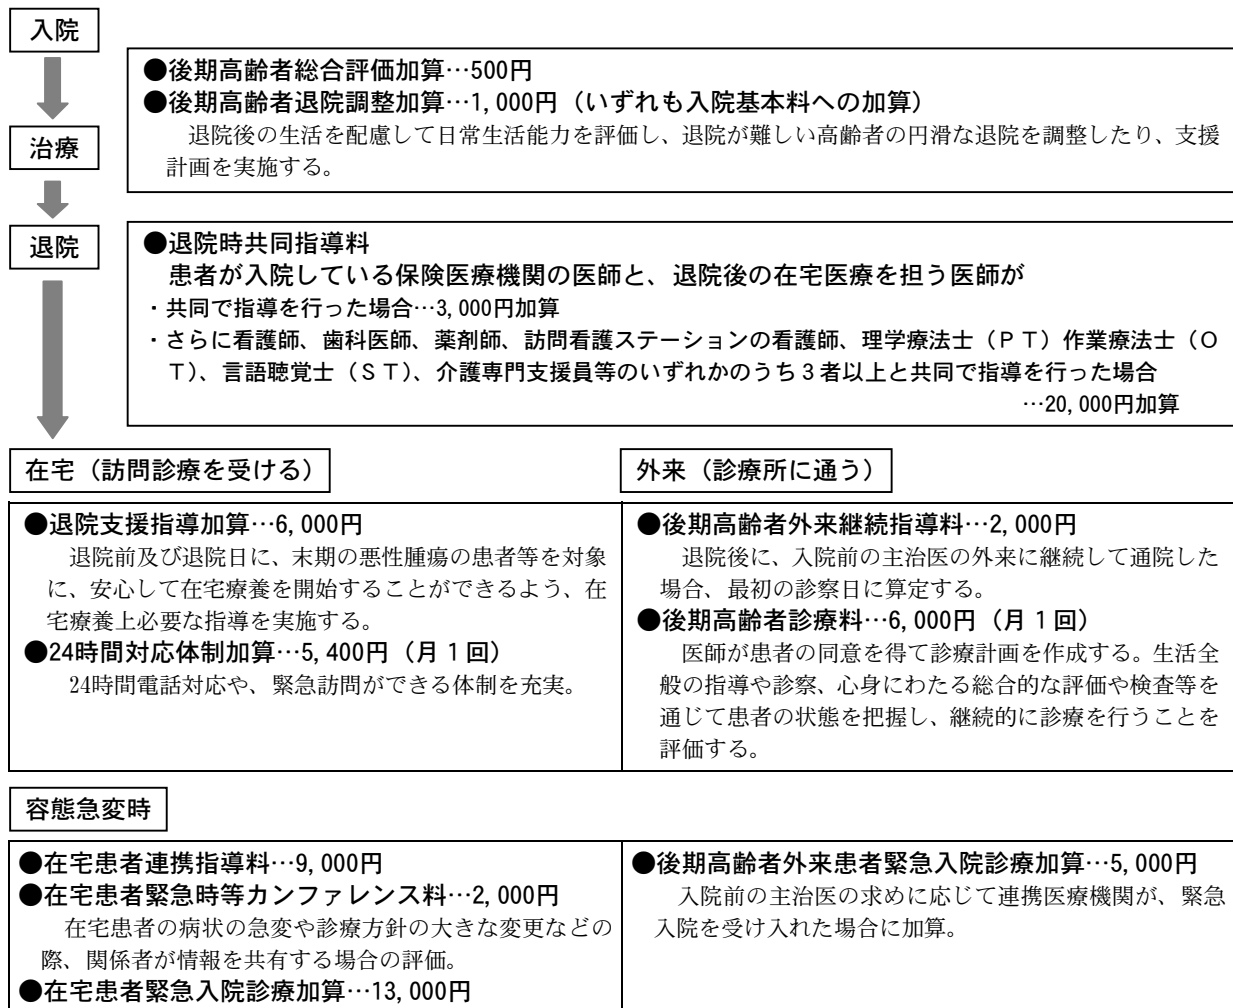 入院
●後期高齢者総合評価加算…500円
●後期高齢者退院調整加算…1,000円（いずれも入院基本料への加算）
退院後の生活を配慮して日常生活能力を評価し、退院が難しい高齢者の円滑な退院を調整したり、支援
計画を実施する。
治療
退院
●退院時共同指導料
患者が入院している保険医療機関の医師と、退院後の在宅医療を担う医師が
・共同で指導を行った場合…3,000円加算
・さらに看護師、歯科医師、薬剤師、訪問看護ステーションの看護師、理学療法士（ＰＴ）作業療法士（Ｏ
Ｔ）、言語聴覚士（ＳＴ）、介護専門支援員等のいずれかのうち３者以上と共同で指導を行った場合
…20,000円加算
在宅（訪問診療を受ける）
●退院支援指導加算…6,000円
退院前及び退院日に、末期の悪性腫瘍の患者等を対象
に、安心して在宅療養を開始することができるよう、在
宅療養上必要な指導を実施する。
●24時間対応体制加算…5,400円（月１回）
24時間電話対応や、緊急訪問ができる体制を充実。
外来（診療所に通う）
●後期高齢者外来継続指導料…2,000円
退院後に、入院前の主治医の外来に継続して通院した
場合、最初の診察日に算定する。
●後期高齢者診療料…6,000円（月１回）
医師が患者の同意を得て診療計画を作成する。生活全
般の指導や診察、心身にわたる総合的な評価や検査等を
通じて患者の状態を把握し、継続的に診療を行うことを
評価する。
容態急変時
●在宅患者連携指導料…9,000円
●在宅患者緊急時等カンファレンス料…2,000円
在宅患者の病状の急変や診療方針の大きな変更などの
際、関係者が情報を共有する場合の評価。
●在宅患者緊急入院診療加算…13,000円
●後期高齢者外来患者緊急入院診療加算…5,000円
入院前の主治医の求めに応じて連携医療機関が、緊急
入院を受け入れた場合に加算。